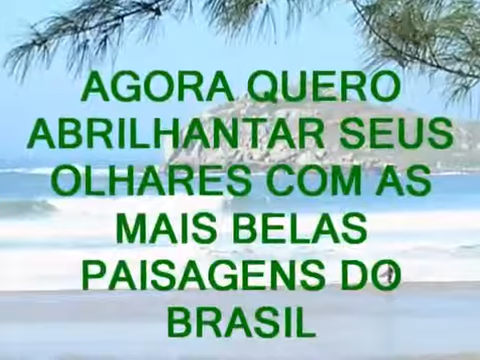 AGORA QUERO
ABRILHANTAR SEUS
OLHARES COM AS
MAIS BELAS
PAISAGENS DO
BRASIL